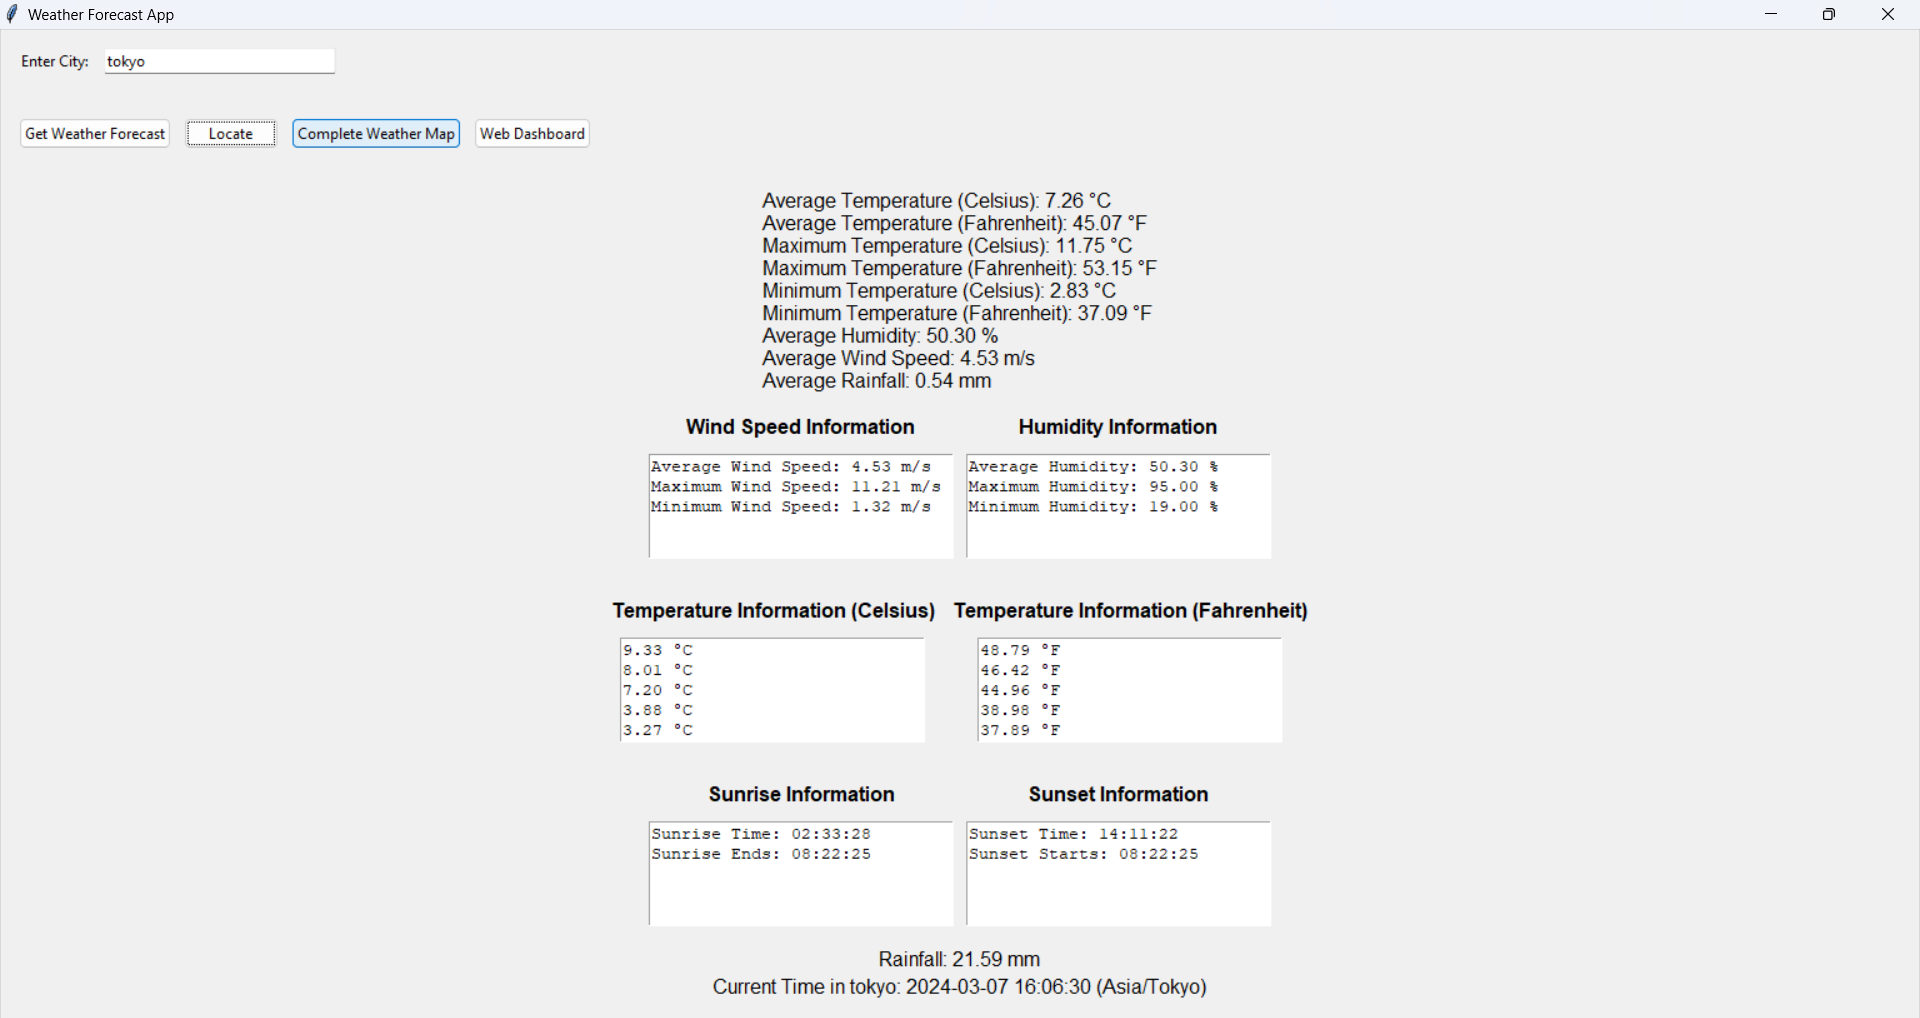 Weather Forecast App
Enter City: tokyo
Get Weather Forecast Locate Complete Weather Map Web Dashboard
Average Temperature (Celsius): 7.26 °C
Average Temperature (Fahrenheit): 45.07 °F
Maximum Temperature (Celsius): 11.75 °C
Maximum Temperature (Fahrenheit): 53.15 °F
Minimum Temperature (Celsius): 2.83 °C
Minimum Temperature (Fahrenheit): 37.09 °F
Average Humidity: 50.30 %
Average Wind Speed: 4.53 m/s
Average Rainfall: 0.54 mm
Wind Speed Information
Average Wind Speed: 4.53 m/s
Maximum Wind Speed: 11.21 m/s
Minimum Wind Speed: 1.32 m/s
Humidity Information
Average Humidity: 50.30 %
Maximum Humidity: 95.00 %
Minimum Humidity: 19.00 %
Temperature Information (Celsius)
9.33 °C
8.01 °C
7.20 °C
3.88 °C
3.27 °C
Temperature Information (Fahrenheit)
48.79 °F
46.42 °F
44.96 °F
38.98 °F
37.89 °F
Sunrise Information
Sunrise Time: 02:33:28
Sunrise Ends: 08:22:25
Sunset Information
Sunset Time: 14:11:22
Sunset Starts: 08:22:25
Rainfall: 21.59 mm
Current Time in tokyo: 2024-03-07 16:06:30 (Asia/Tokyo)